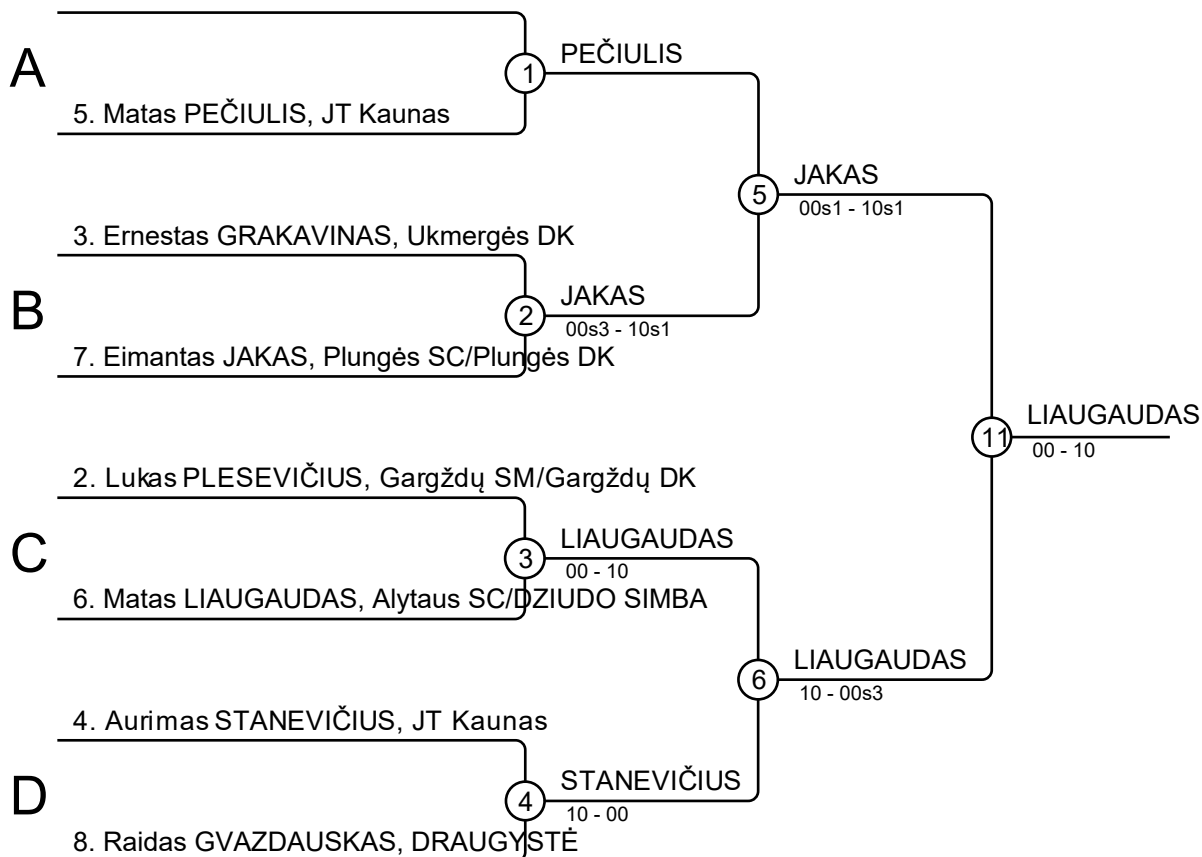 A
1
PEČIULIS
5. Matas PEČIULIS, JT Kaunas
5
JAKAS
00s1 - 10s1
3. Ernestas GRAKAVINAS, Ukmergės DK
B
2
JAKAS
00s3 - 10s1
7. Eimantas JAKAS, Plungės SC/Plungės DK
11
LIAUGAUDAS
00 - 10
2. Lukas PLESEVIČIUS, Gargždų SM/Gargždų DK
C
3
LIAUGAUDAS
00 - 10
6. Matas LIAUGAUDAS, Alytaus SC/DZIUDO SIMBA
6
LIAUGAUDAS
10 - 00s3
4. Aurimas STANEVIČIUS, JT Kaunas
D
4
STANEVIČIUS
10 - 00
8. Raidas GVAZDAUSKAS, DRAUGYSTĖ